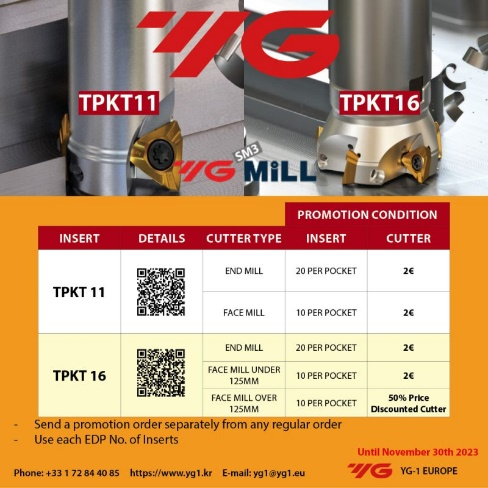 YG
TPKT11
TPKT16
YG SM3 MiLL
PROMOTION CONDITION
INSERT DETAILS CUTTER TYPE INSERT CUTTER
TPKT 11
END MILL 20 PER POCKET 2€
FACE MILL 10 PER POCKET 2€
TPKT 16
END MILL 20 PER POCKET 2€
FACE MILL UNDER 125MM 10 PER POCKET 2€
FACE MILL OVER 125MM 10 PER POCKET 50% Price Discounted Cutter
- Send a promotion order separately from any regular order
- Use each EDP No. of Inserts
Until November 30th 2023
Phone: +33 1 72 84 40 85 https://www.yg1.kr E-mail: yg1@yg1.eu YG YG-1 EUROPE